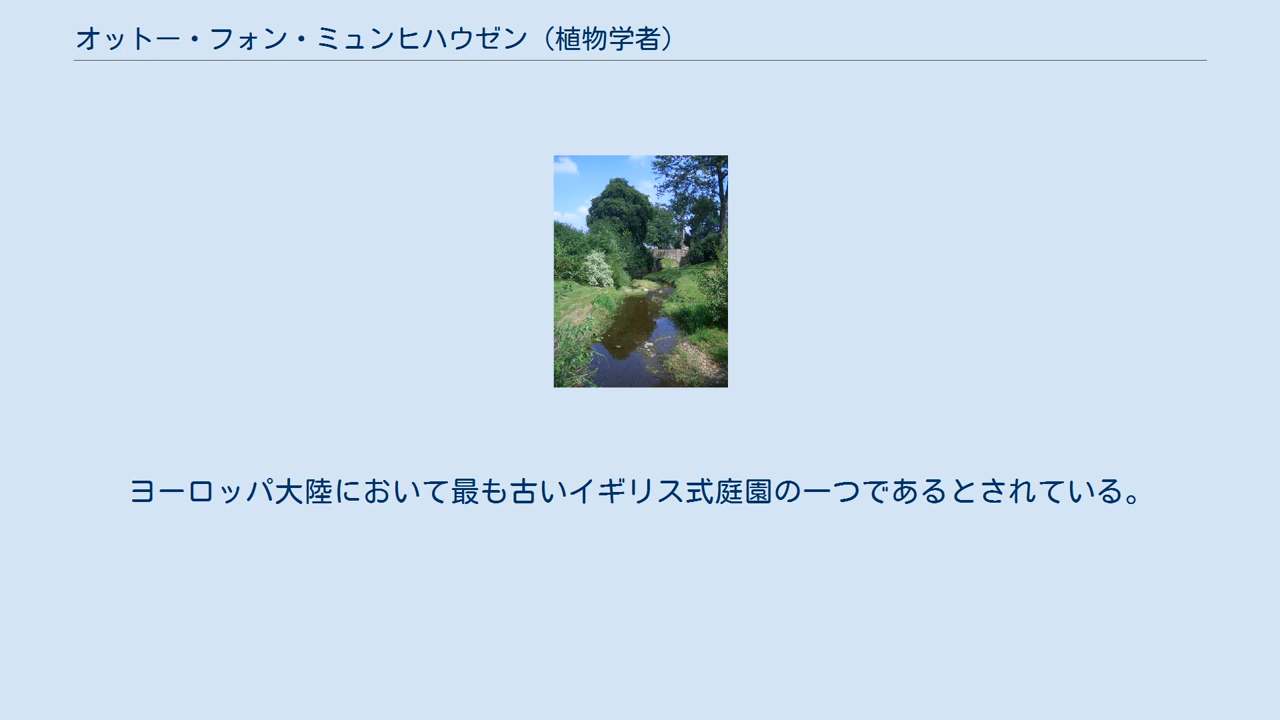 オットー・フォン・ミュンヒハウゼン（植物学者）
ヨーロッパ大陸において最も古いイギリス式庭園の一つであるとされている。